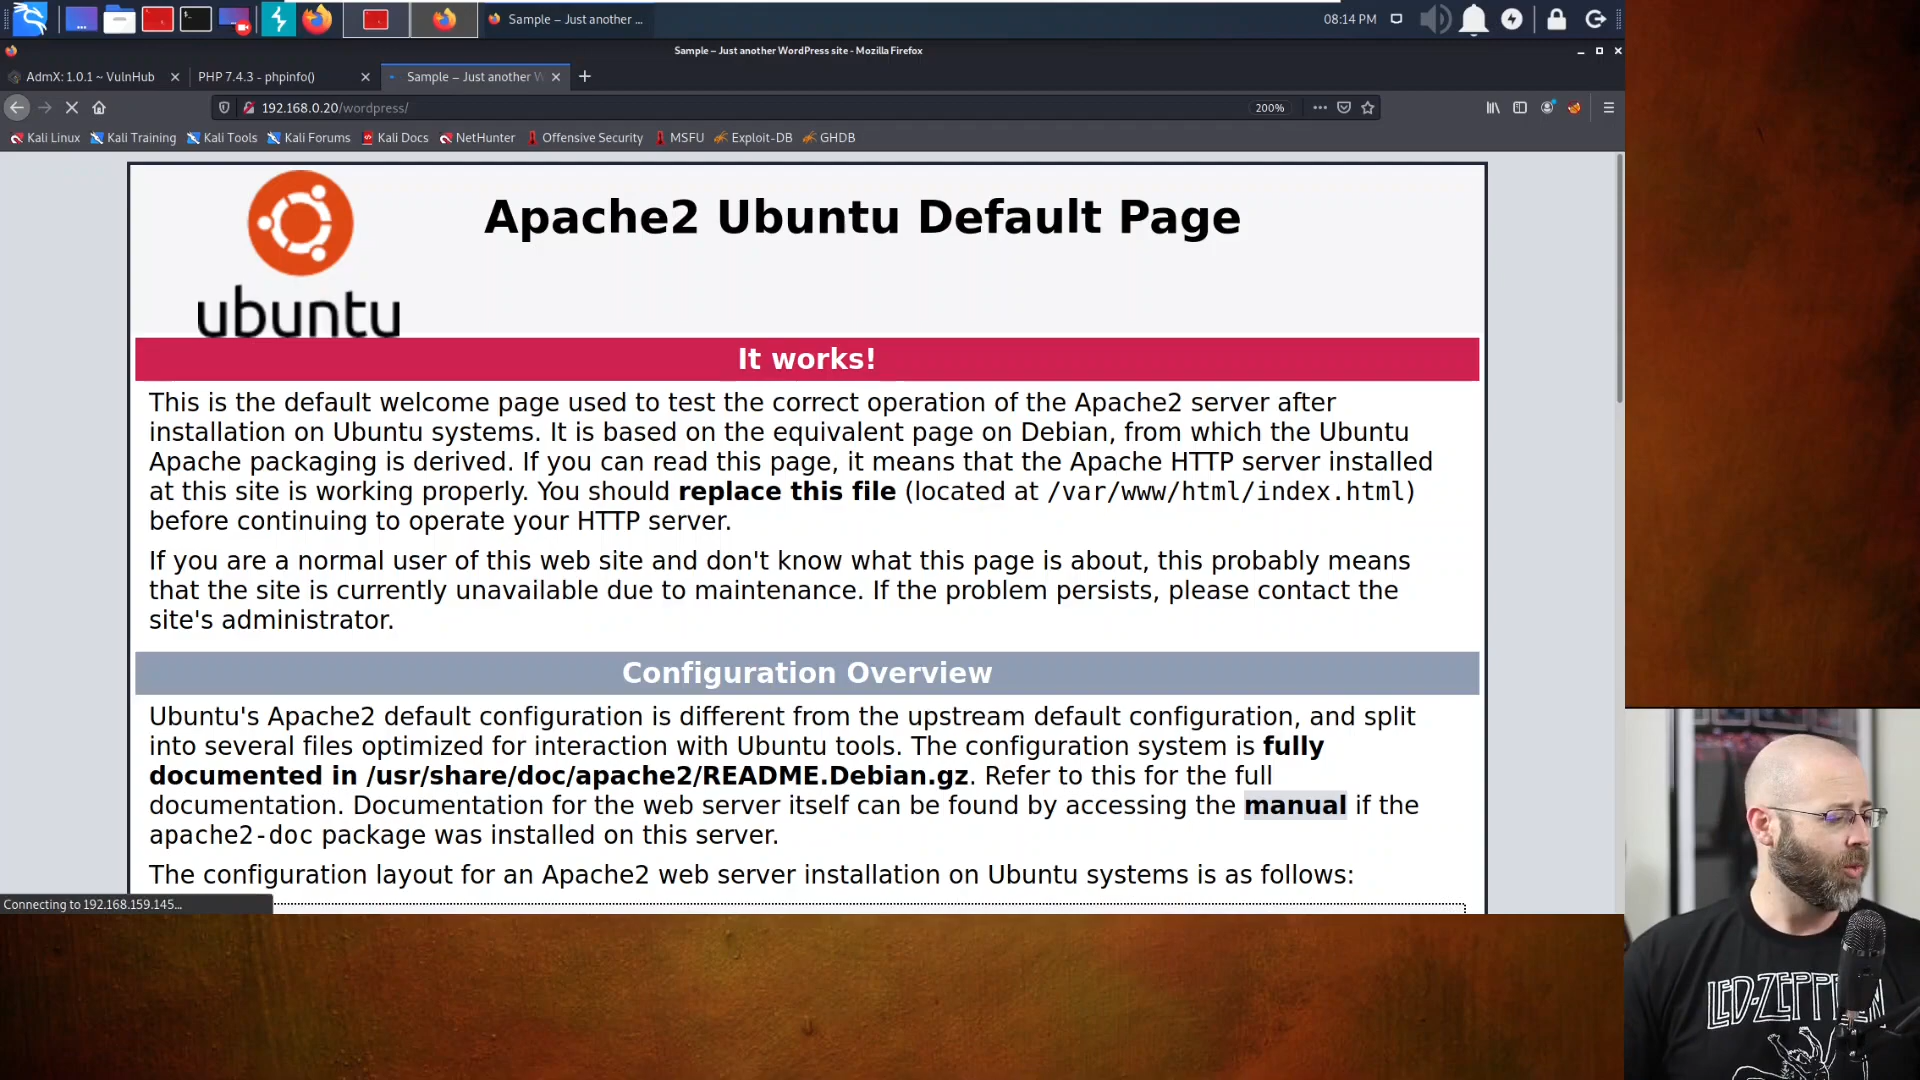 Sample – Just another ...
08:14 PM
Sample – Just another WordPress site - Mozilla Firefox
AdmX: 1.0.1 ~ VulnHub
PHP 7.4.3 - phpinfo()
Sample – Just another W
192.168.0.20/wordpress/
200%
Kali Linux
Kali Training
Kali Tools
Kali Forums
Kali Docs
NetHunter
Offensive Security
MSFU
Exploit-DB
GHDB
ubuntu
Apache2 Ubuntu Default Page
It works!
This is the default welcome page used to test the correct operation of the Apache2 server after
installation on Ubuntu systems. It is based on the equivalent page on Debian, from which the Ubuntu
Apache packaging is derived. If you can read this page, it means that the Apache HTTP server installed
at this site is working properly. You should replace this file (located at /var/www/html/index.html)
before continuing to operate your HTTP server.
If you are a normal user of this web site and don't know what this page is about, this probably means
that the site is currently unavailable due to maintenance. If the problem persists, please contact the
site's administrator.
Configuration Overview
Ubuntu's Apache2 default configuration is different from the upstream default configuration, and split
into several files optimized for interaction with Ubuntu tools. The configuration system is fully
documented in /usr/share/doc/apache2/README.Debian.gz. Refer to this for the full
documentation. Documentation for the web server itself can be found by accessing the manual if the
apache2-doc package was installed on this server.
The configuration layout for an Apache2 web server installation on Ubuntu systems is as follows:
Connecting to 192.168.159.145...